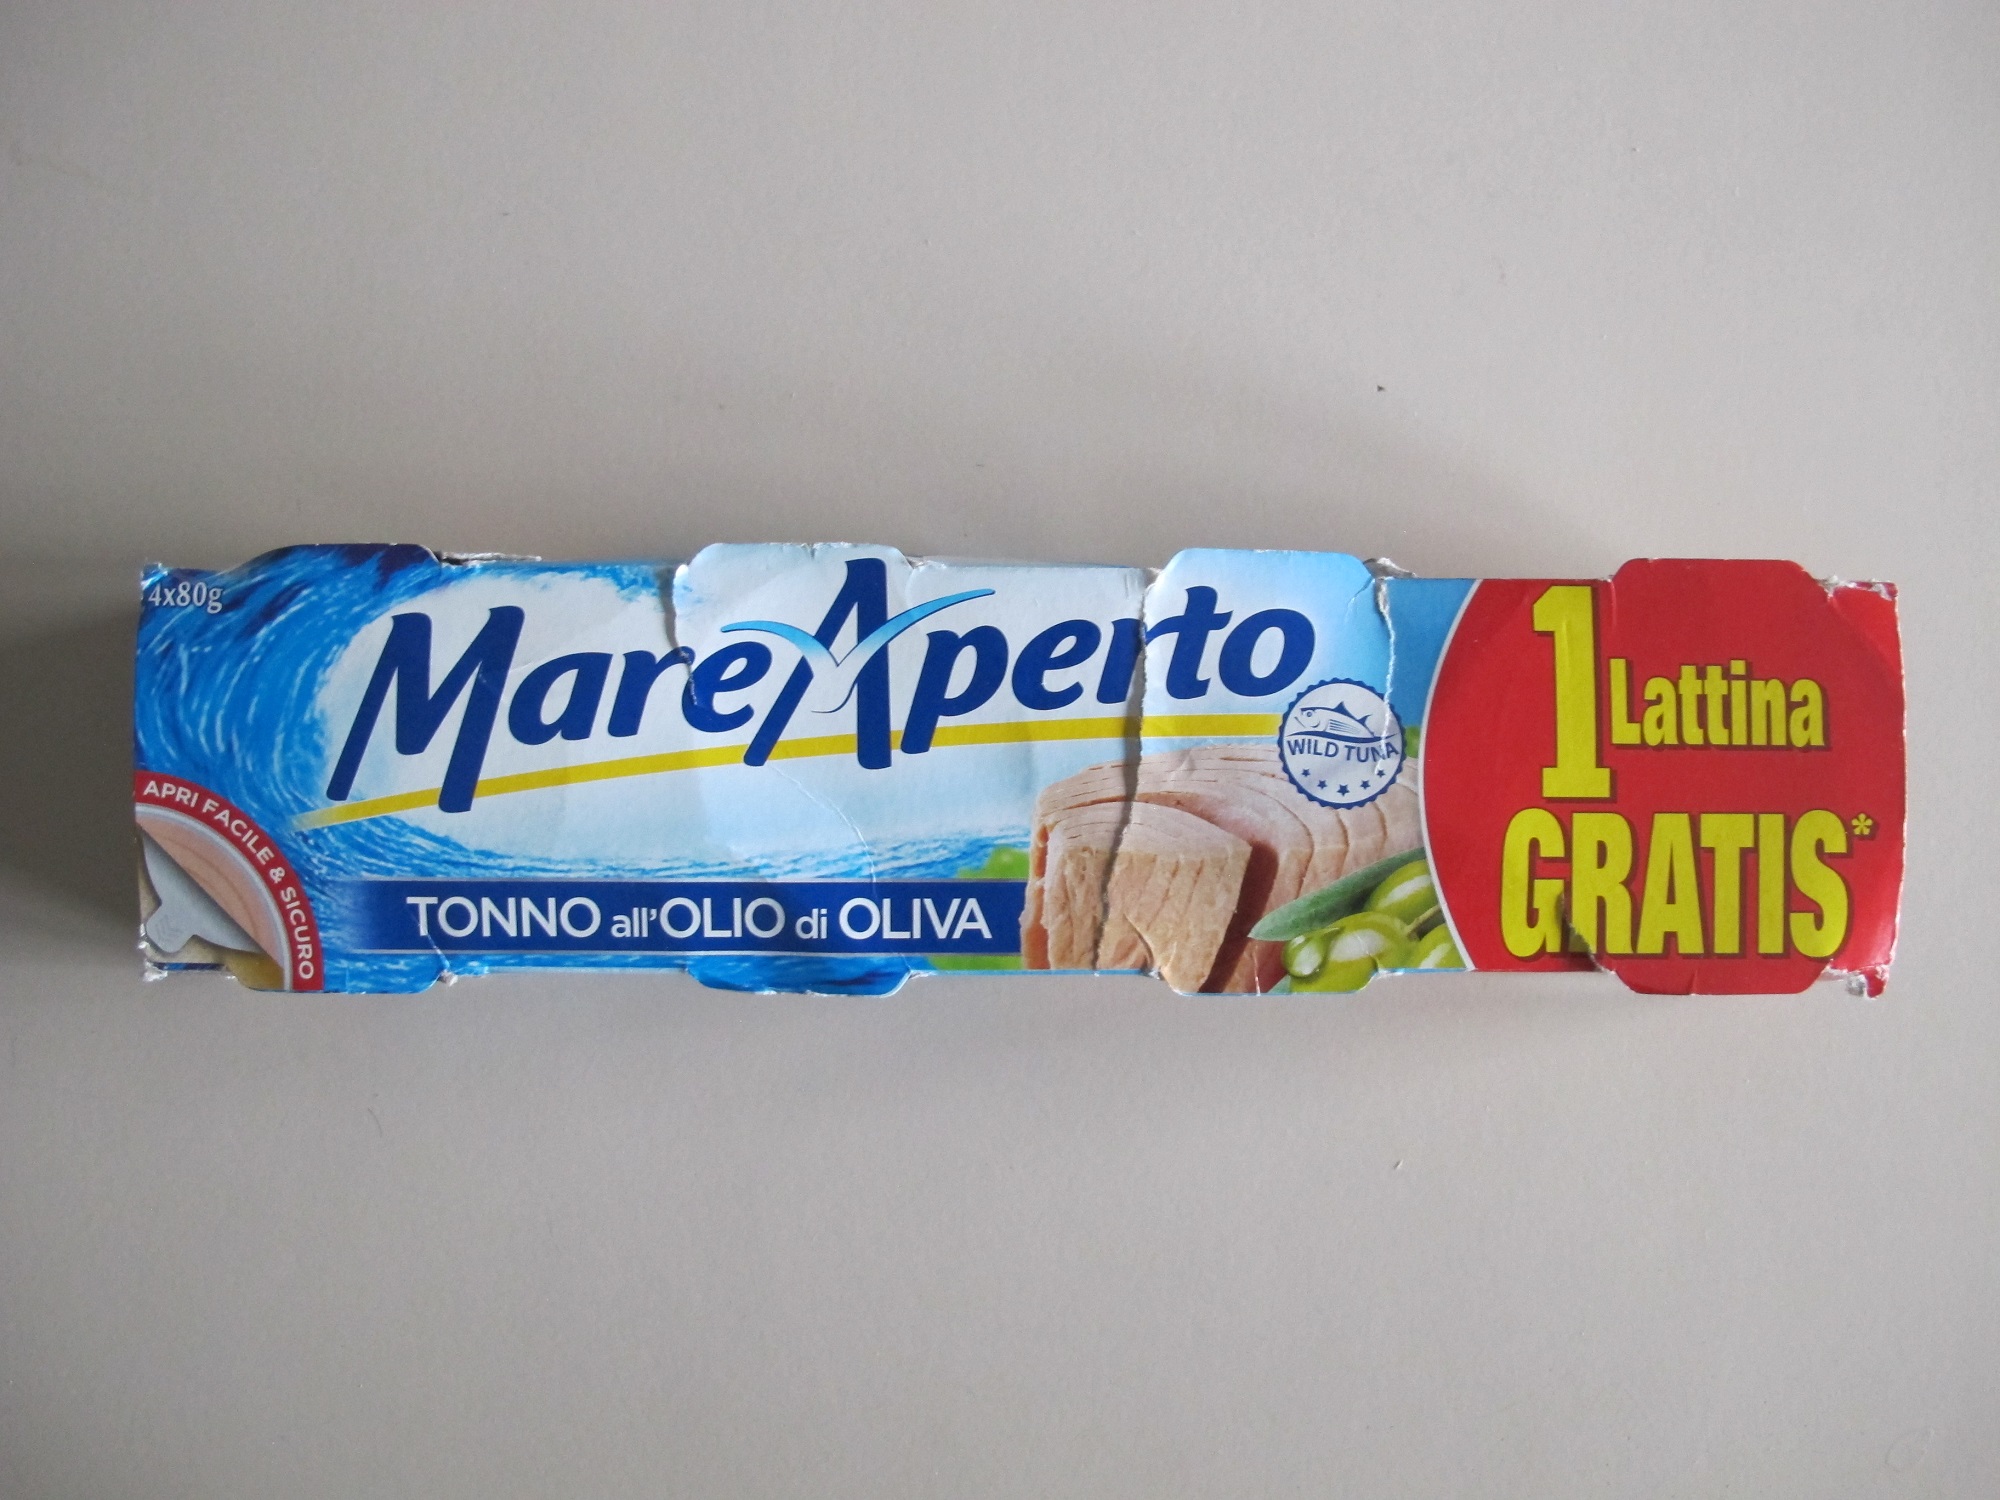 4x80g
MareAperto
WILD TUNA
APRI FACILE & SICURO
TONNO all'OLIO di OLIVA
1 Lattina
GRATIS*